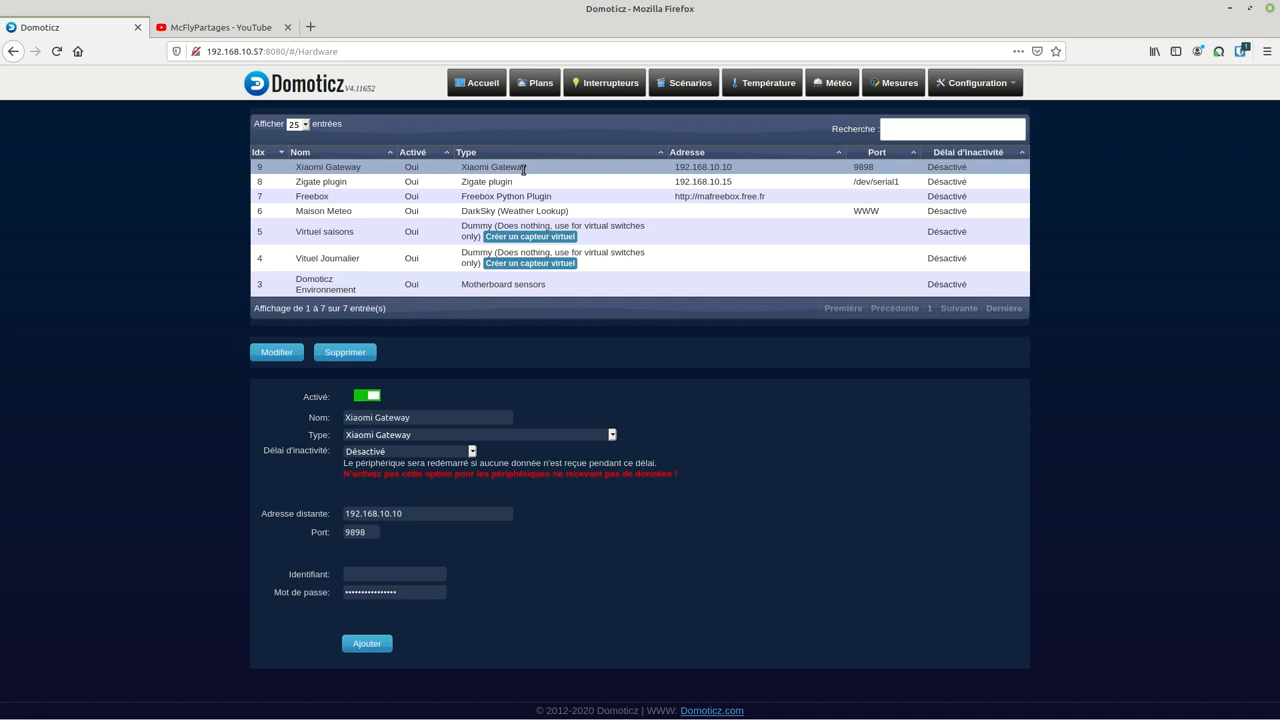 Domoticz - Mozilla Firefox
Domoticz
McFlyPartages - YouTube
192.168.10.57:8080/#/Hardware
1
Domoticz V4.11652
Accueil Plans Interrupteurs Scénarios Température Météo Mesures Configuration
Afficher 25 entrées
Recherche :
Idx Nom Activé Type Adresse Port Délai d'inactivité
9 Xiaomi Gateway Oui Xiaomi Gateway 192.168.10.10 9898 Désactivé
8 Zigate plugin Oui Zigate plugin 192.168.10.15 /dev/serial1 Désactivé
7 Freebox Oui Freebox Python Plugin http://mafreebox.free.fr Désactivé
6 Maison Meteo Oui DarkSky (Weather Lookup) WWW Désactivé
5 Virtuel saisons Oui Dummy (Does nothing, use for virtual switches only) Créer un capteur virtuel Désactivé
4 Vituel Journalier Oui Dummy (Does nothing, use for virtual switches only) Créer un capteur virtuel Désactivé
3 Domoticz Environnement Oui Motherboard sensors Désactivé
Affichage de 1 à 7 sur 7 entrée(s)
Première Précédente 1 Suivante Dernière
Modifier Supprimer
Activé:
Nom: Xiaomi Gateway
Type: Xiaomi Gateway
Délai d'inactivité: Désactivé
Le périphérique sera redémarré si aucune donnée n'est reçue pendant ce délai.
N'activez pas cette option pour les périphériques ne recevant pas de données !
Adresse distante: 192.168.10.10
Port: 9898
Identifiant:
Mot de passe: ••••••••••••••••
Ajouter
© 2012-2020 Domoticz | WWW: Domoticz.com